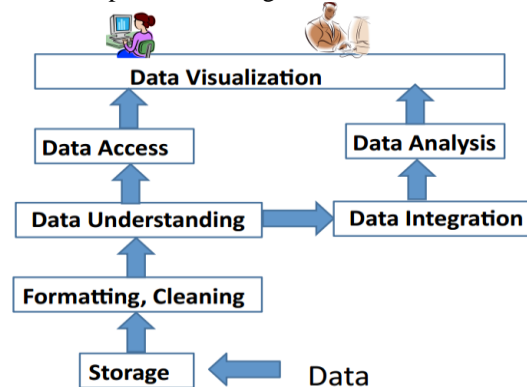 Data Visualization
Data Access
Data Analysis
Data Understanding
Data Integration
Formatting, Cleaning
Storage
Data